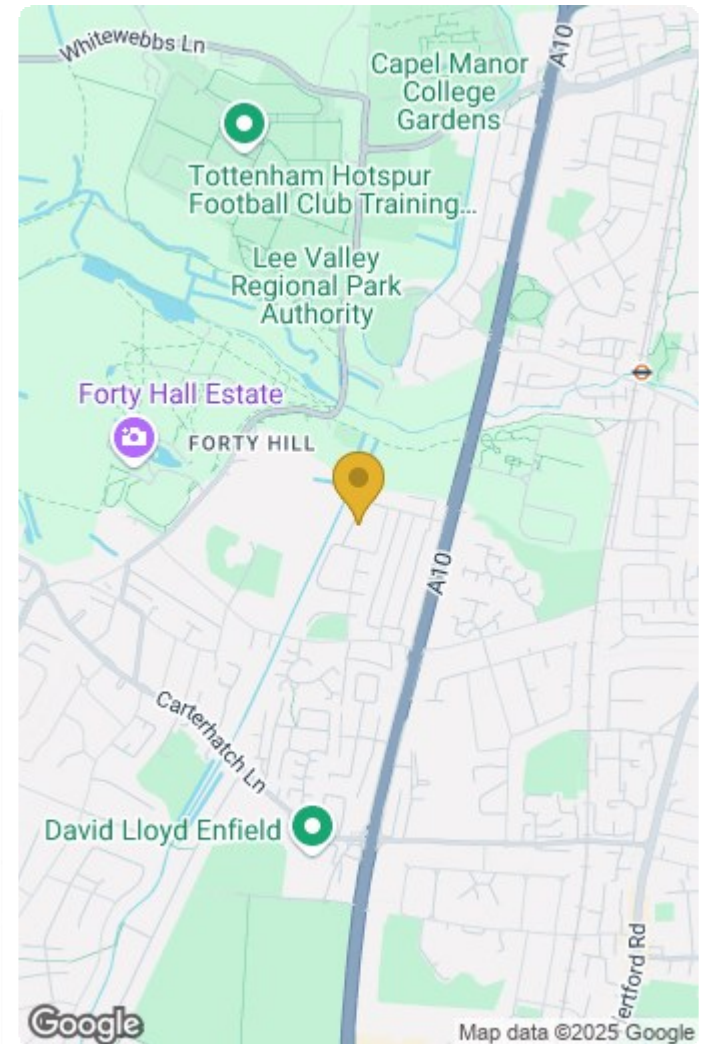 Whitewebbs Ln
A10
Capel Manor
College
Gardens
Tottenham Hotspur
Football Club Training...
Lee Valley
Regional Park
Authority
Forty Hall Estate
FORTY HILL
A10
Carterhatch Ln
David Lloyd Enfield
ertford Rd
Google
Map data ©2025 Google